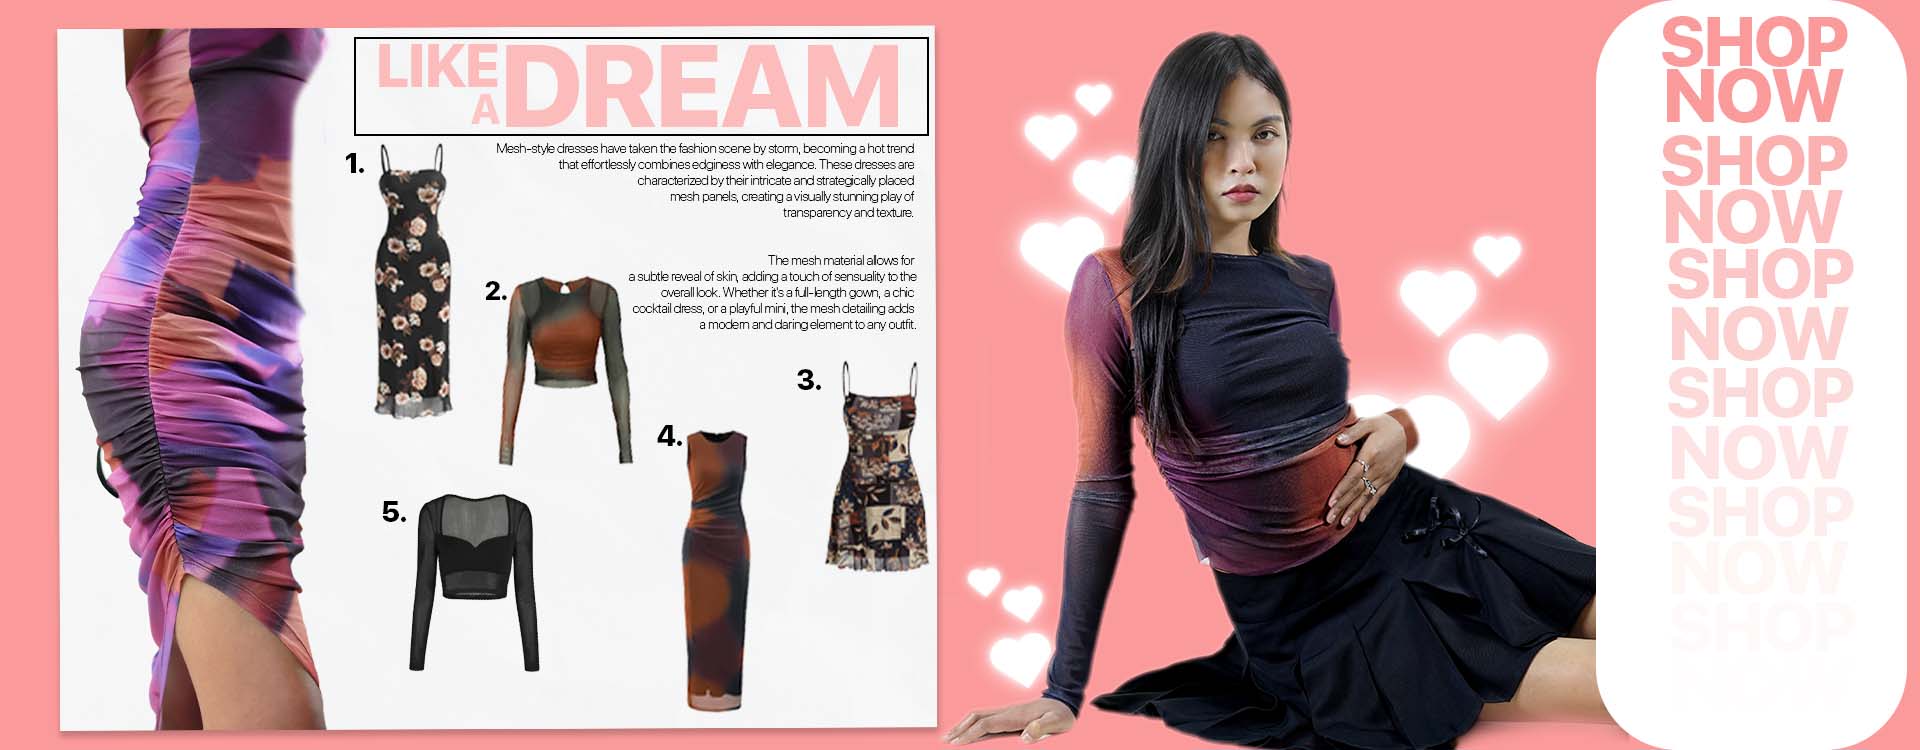 LIKE
A DREAM
1.
Mesh-style dresses have taken the fashion scene by storm, becoming a hot trend
that effortlessly combines edginess with elegance. These dresses are
characterized by their intricate and strategically placed
mesh panels, creating a visually stunning play of
transparency and texture.
The mesh material allows for
a subtle reveal of skin, adding a touch of sensuality to the
overall look. Whether it's a full-length gown, a chic
cocktail dress, or a playful mini, the mesh detailing adds
a modern and daring element to any outfit.
2.
3.
4.
5.
SHOP
NOW
SHOP
NOW
SHOP
NOW
SHOP
NOW
SHOP
NOW
SHOP